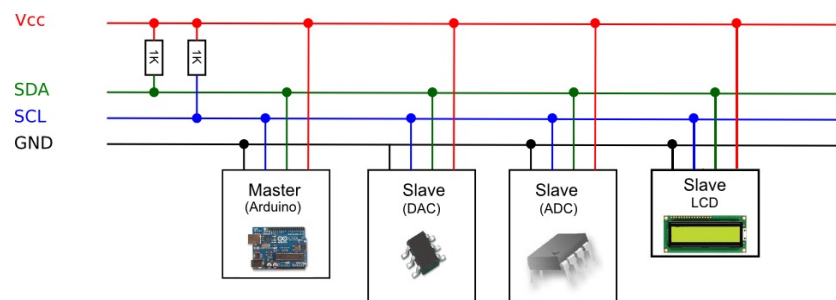 Vcc
1K
1K
SDA
SCL
GND
Master
(Arduino)
Slave
(DAC)
Slave
(ADC)
Slave
LCD